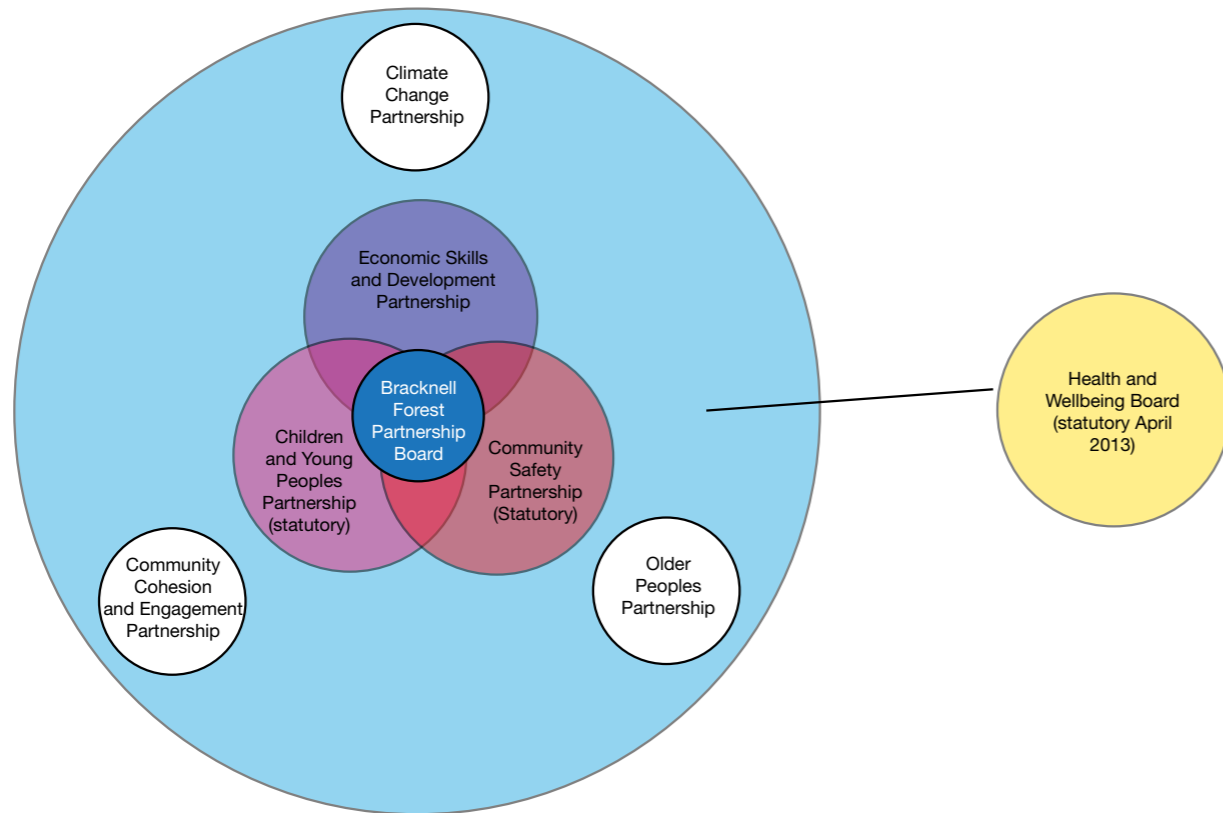 Climate
Change
Partnership
Economic Skills
and Development
Partnership
Bracknell
Forest
Partnership
Board
Children
and Young
Peoples
Partnership
(statutory)
Community
Safety
Partnership
(Statutory)
Health and
Wellbeing Board
(statutory April
2013)
Community
Cohesion
and Engagement
Partnership
Older
Peoples
Partnership